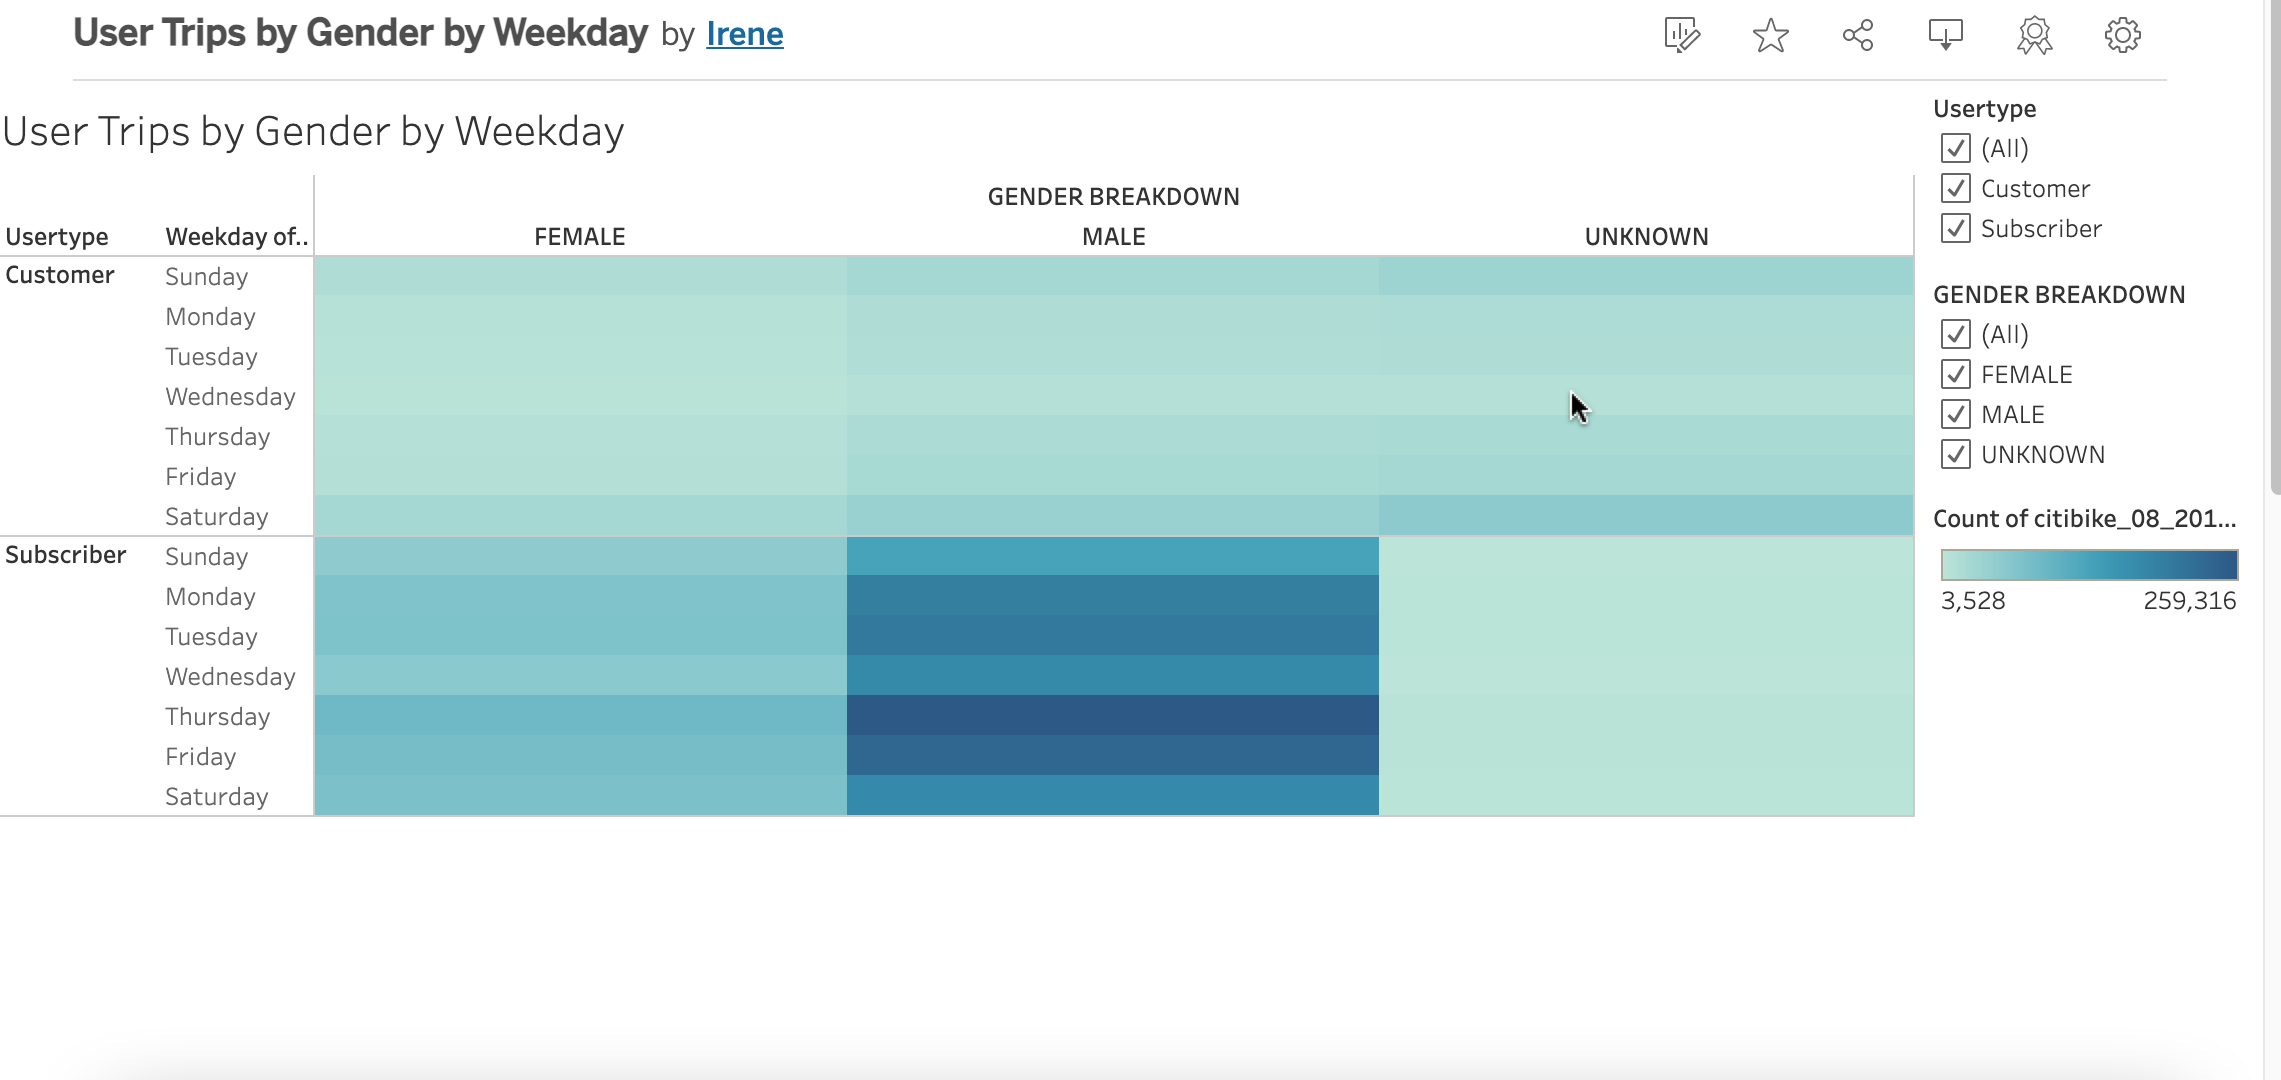 User Trips by Gender by Weekday by Irene
User Trips by Gender by Weekday
GENDER BREAKDOWN
Usertype Weekday of.. FEMALE MALE UNKNOWN
Customer Sunday
Monday
Tuesday
Wednesday
Thursday
Friday
Saturday
Subscriber Sunday
Monday
Tuesday
Wednesday
Thursday
Friday
Saturday
Usertype
(All)
Customer
Subscriber
GENDER BREAKDOWN
(All)
FEMALE
MALE
UNKNOWN
Count of citibike_08_201...
3,528 259,316